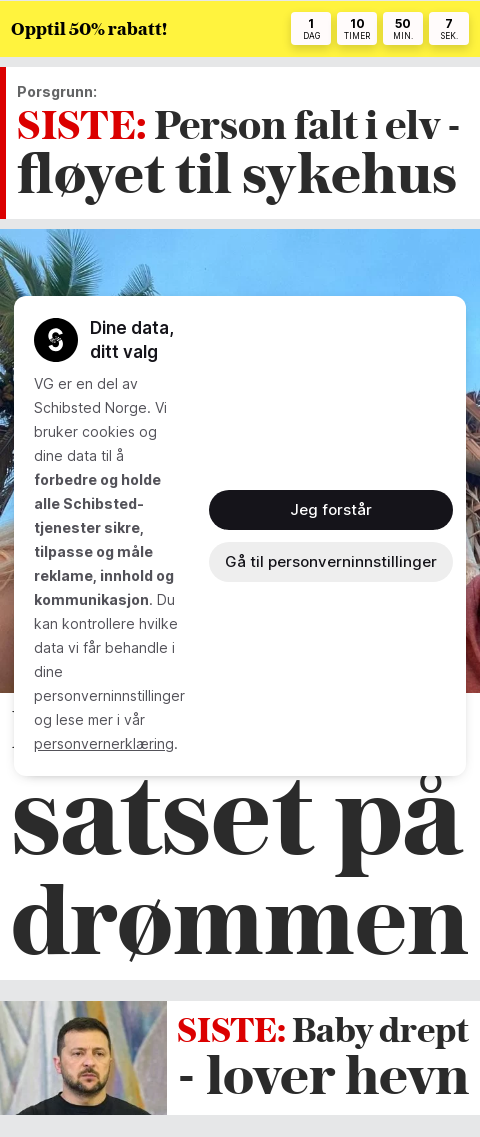 Opptil 50% rabatt!
1
DAG
10
TIMER
50
MIN.
7
SEK.
Porsgrunn:
SISTE: Person falt i elv -
fløyet til sykehus
Dine data,
ditt valg
VG er en del av
Schibsted Norge. Vi
bruker cookies og
dine data til å
forbedre og holde
alle Schibsted-
tjenester sikre,
tilpasse og måle
reklame, innhold og
kommunikasjon. Du
kan kontrollere hvilke
data vi får behandle i
dine
personverninnstillinger
og lese mer i vår
personvernerklæring.
Jeg forstår
Gå til personverninnstillinger
satset på
drømmen
SISTE: Baby drept
- lover hevn